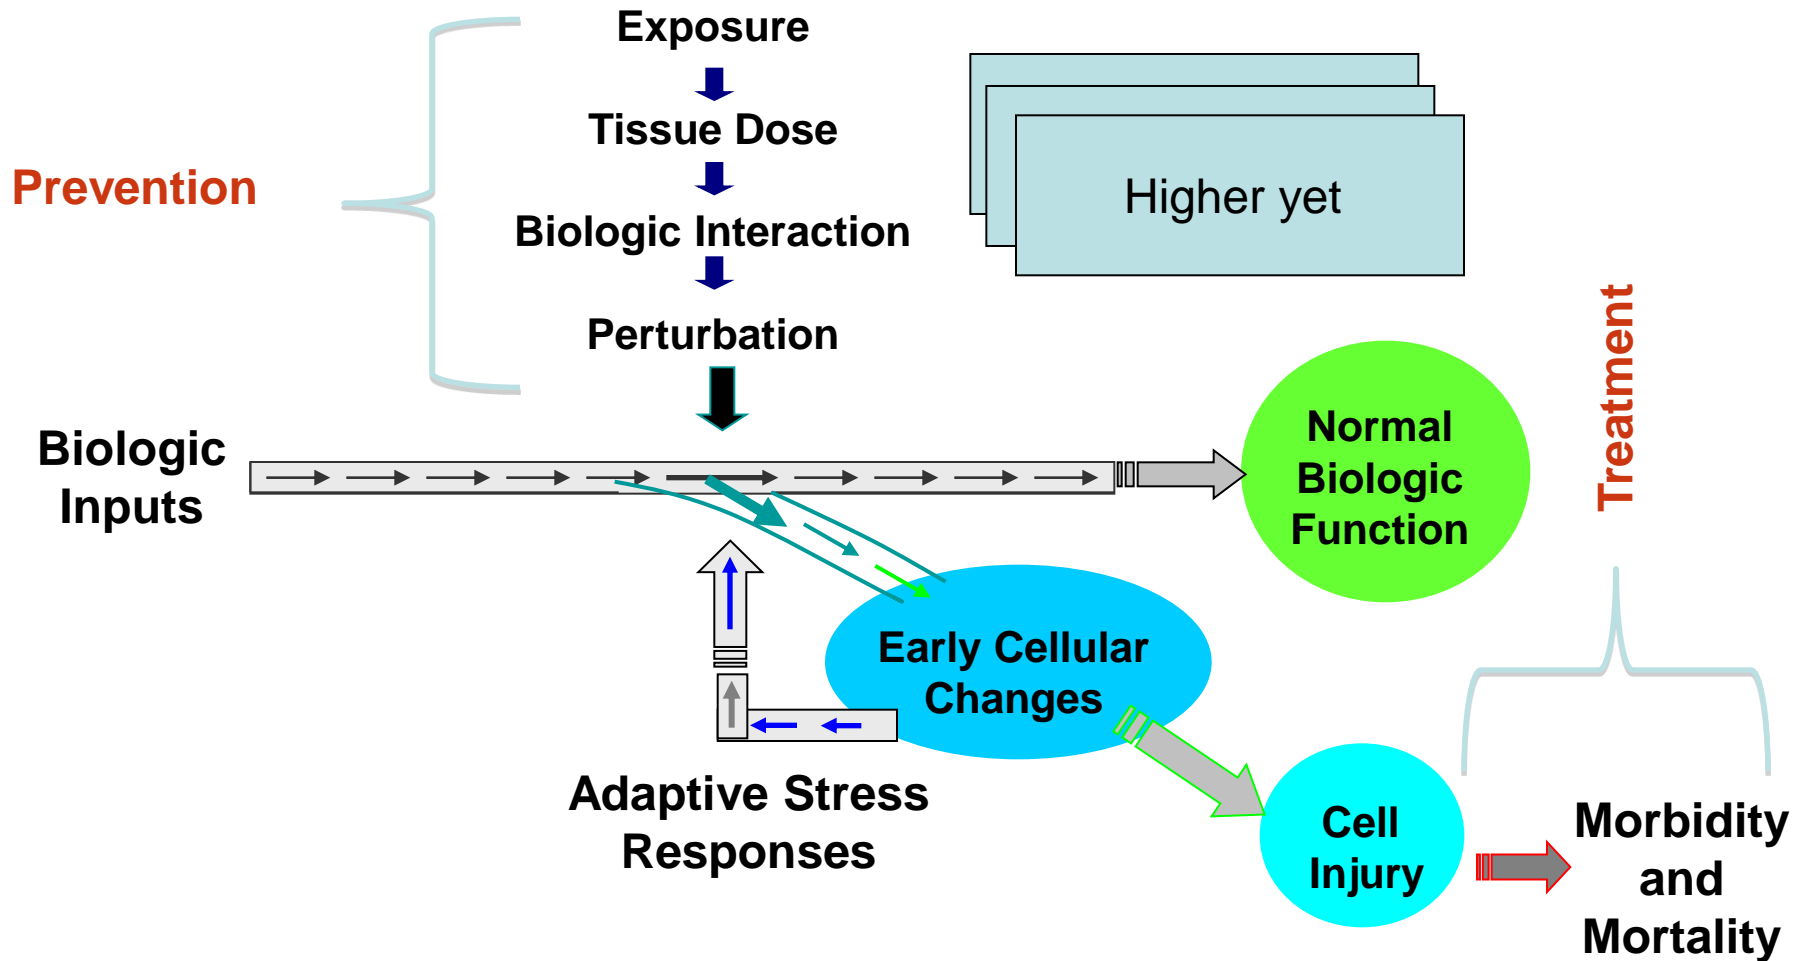 Exposure
Tissue Dose
Prevention
Higher yet
Biologic Interaction
Perturbation
Treatment
Biologic
Inputs
Normal
Biologic
Function
Early Cellular
Changes
Adaptive Stress
Responses
Cell
Injury
Morbidity
and
Mortality